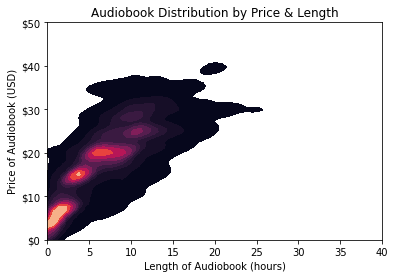 Audiobook Distribution by Price & Length
Price of Audiobook (USD)
$50
$40
$30
$20
$10
$0
0 5 10 15 20 25 30 35 40
Length of Audiobook (hours)